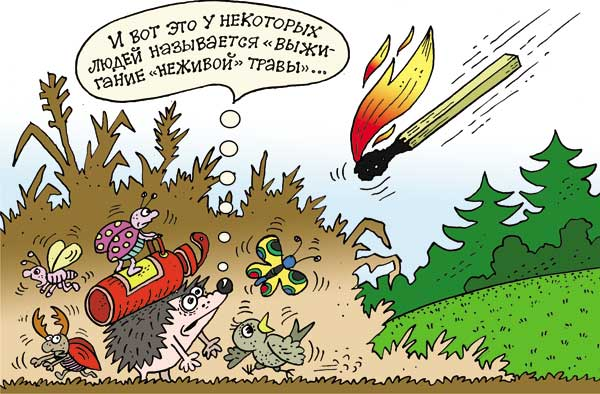 И ВОТ ЭТО У НЕКОТОРЫХ
ЛЮДЕЙ НАЗЫВАЕТСЯ «ВЫЖИ-
ГАНИЕ «НЕЖИВОЙ» ТРАВЫ»...